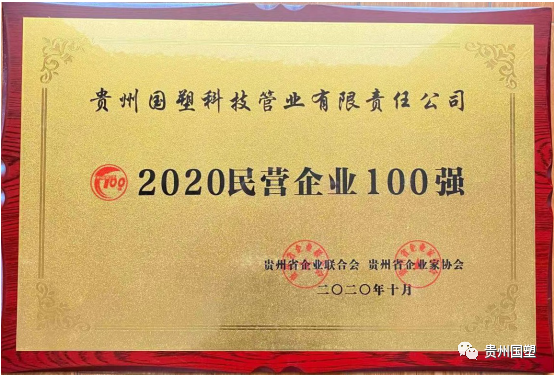 贵州国塑科技管业有限责任公司
100
2020民营企业100强
贵州省企业联合会 贵州省企业家协会
二〇二〇年十月
贵州国塑